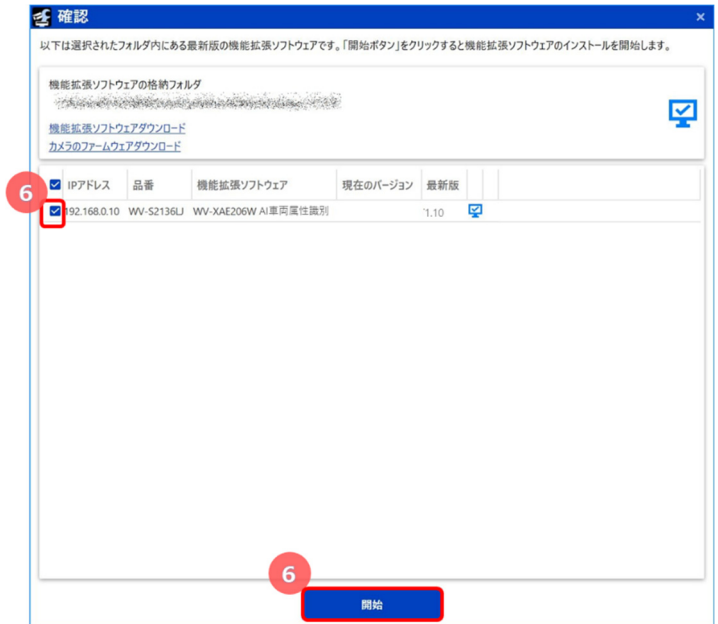 確認
×
以下は選択されたフォルダ内にある最新版の機能拡張ソフトウェアです。「開始ボタン」をクリックすると機能拡張ソフトウェアのインストールを開始します。
機能拡張ソフトウェアの格納フォルダ
機能拡張ソフトウェアダウンロード
カメラのファームウェアダウンロード
6
IPアドレス 品番 機能拡張ソフトウェア 現在のバージョン 最新版
192.168.0.10 WV-S2136LJ WV-XAE206W AI車両属性識別 1.10
6
開始